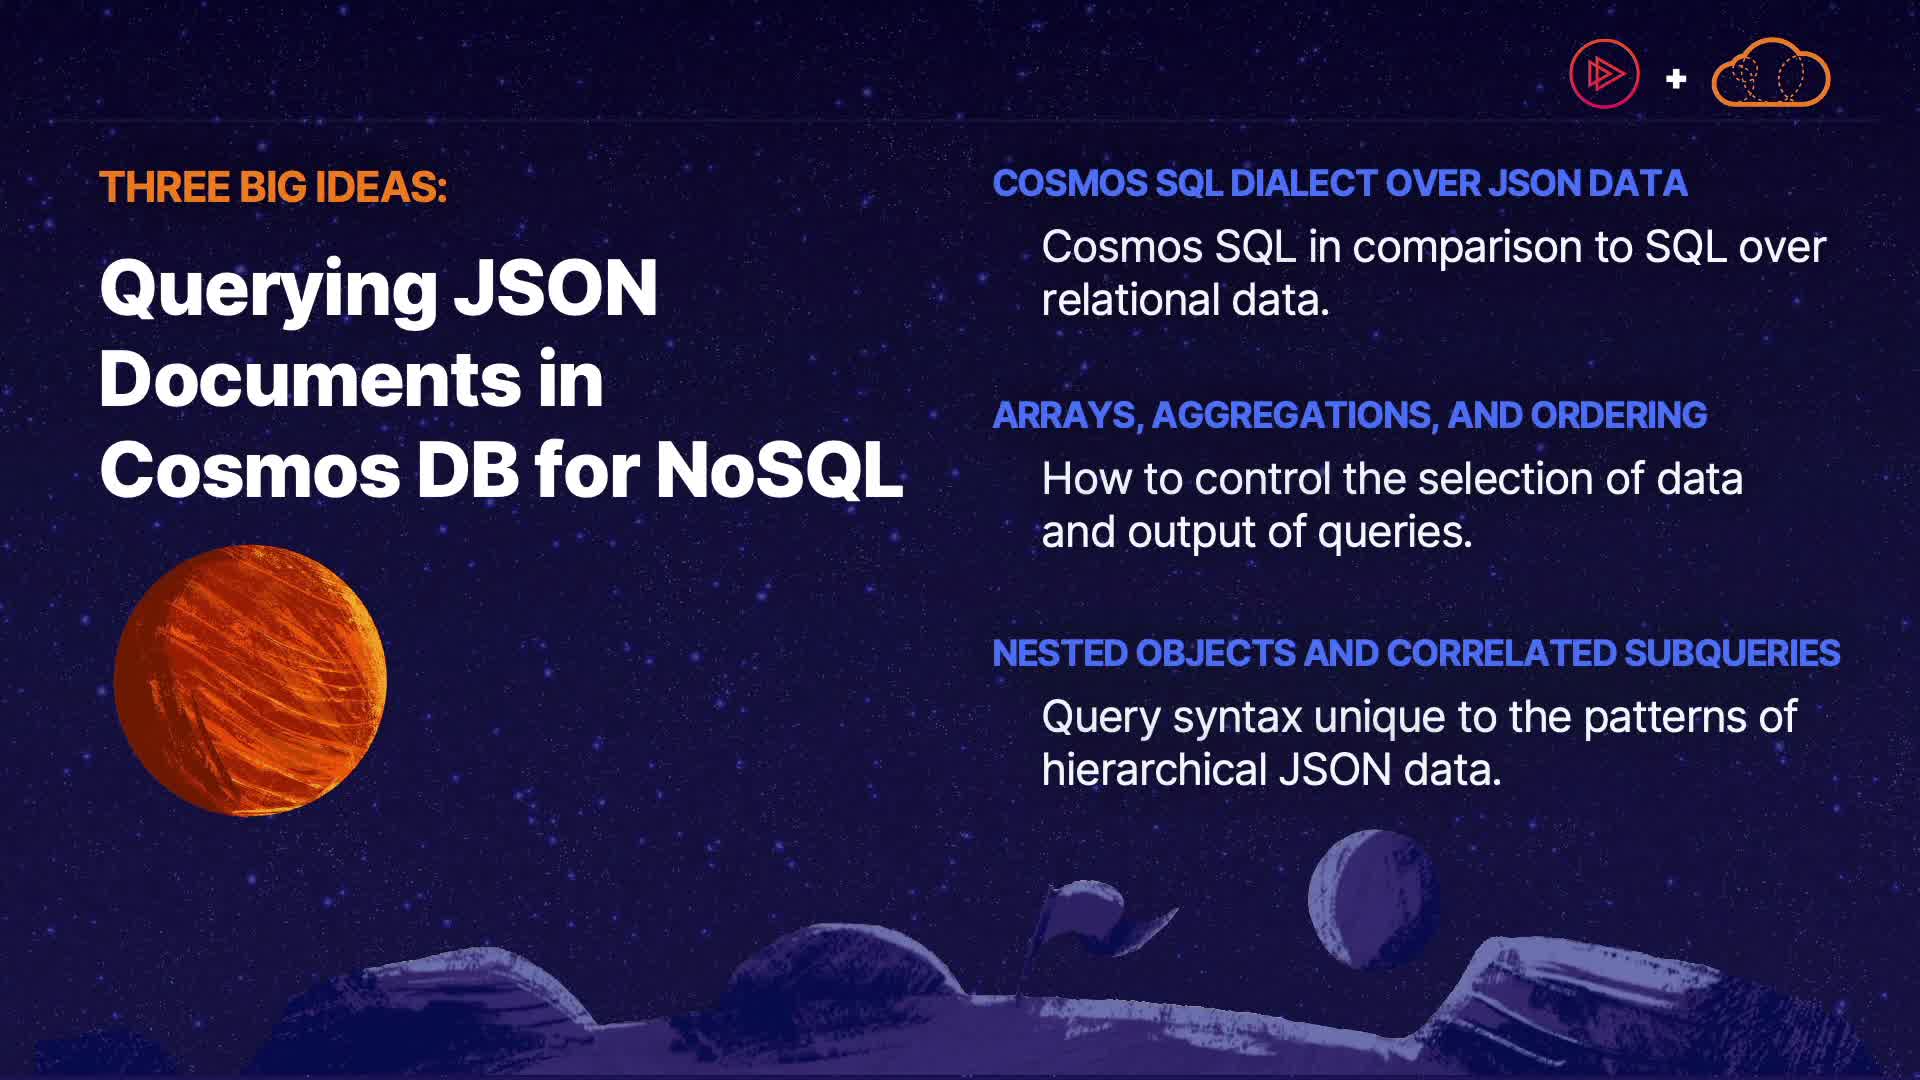 THREE BIG IDEAS:
Querying JSON
Documents in
Cosmos DB for NoSQL
COSMOS SQL DIALECT OVER JSON DATA
Cosmos SQL in comparison to SQL over
relational data.
ARRAYS, AGGREGATIONS, AND ORDERING
How to control the selection of data
and output of queries.
NESTED OBJECTS AND CORRELATED SUBQUERIES
Query syntax unique to the patterns of
hierarchical JSON data.